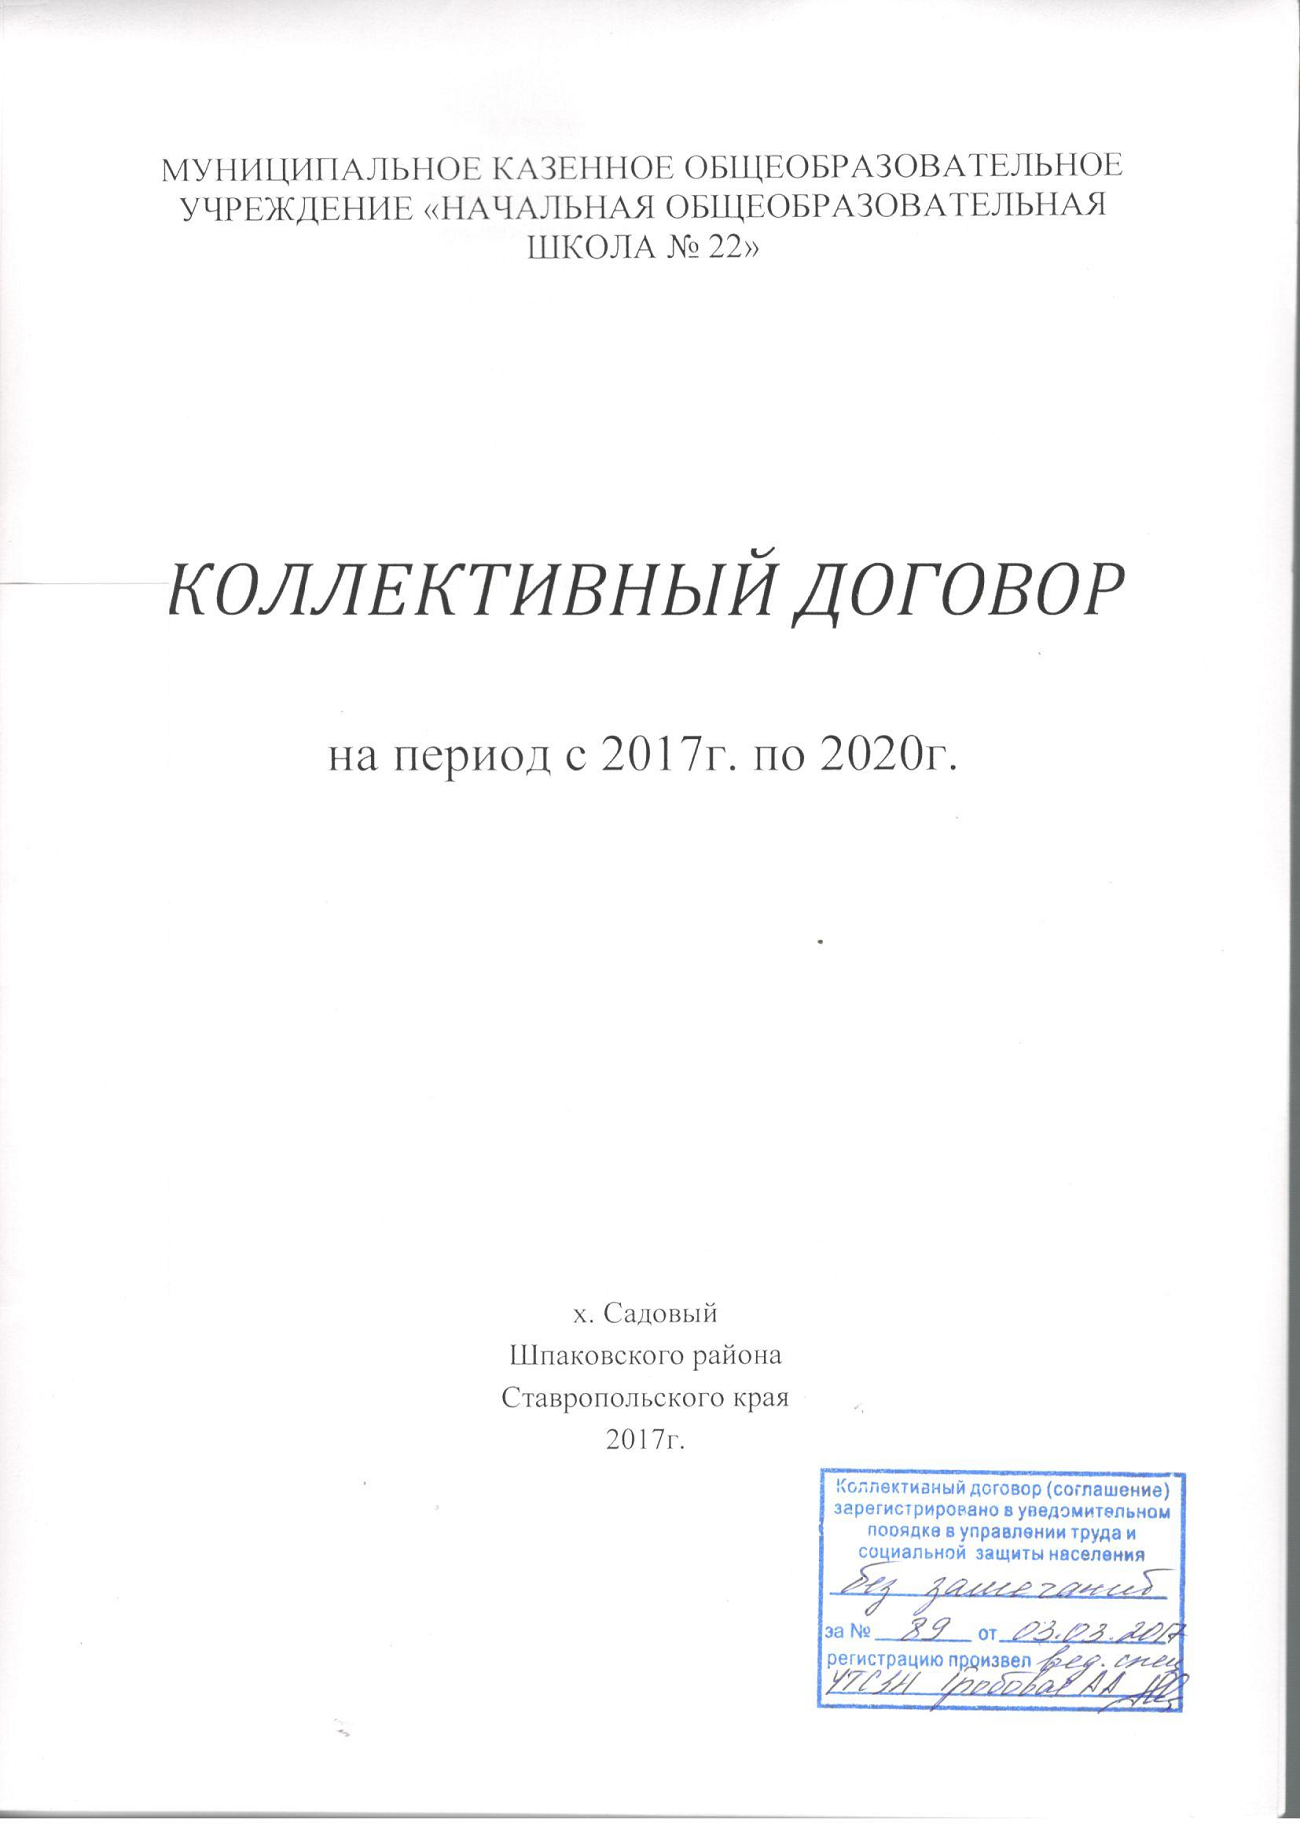 МУНИЦИПАЛЬНОЕ КАЗЕННОЕ ОБЩЕОБРАЗОВАТЕЛЬНОЕ
УЧРЕЖДЕНИЕ «НАЧАЛЬНАЯ ОБЩЕОБРАЗОВАТЕЛЬНАЯ
ШКОЛА № 22»
КОЛЛЕКТИВНЫЙ ДОГОВОР
на период с 2017г. по 2020г.
х. Садовый
Шпаковского района
Ставропольского края
2017г.
Коллективный договор (соглашение)
зарегистрировано в уведомительном
порядке в управлении труда и
социальной защиты населения
без замечаний
за № 89 от 03.03.2017
регистрацию произвел вед. спец
УТСЗН